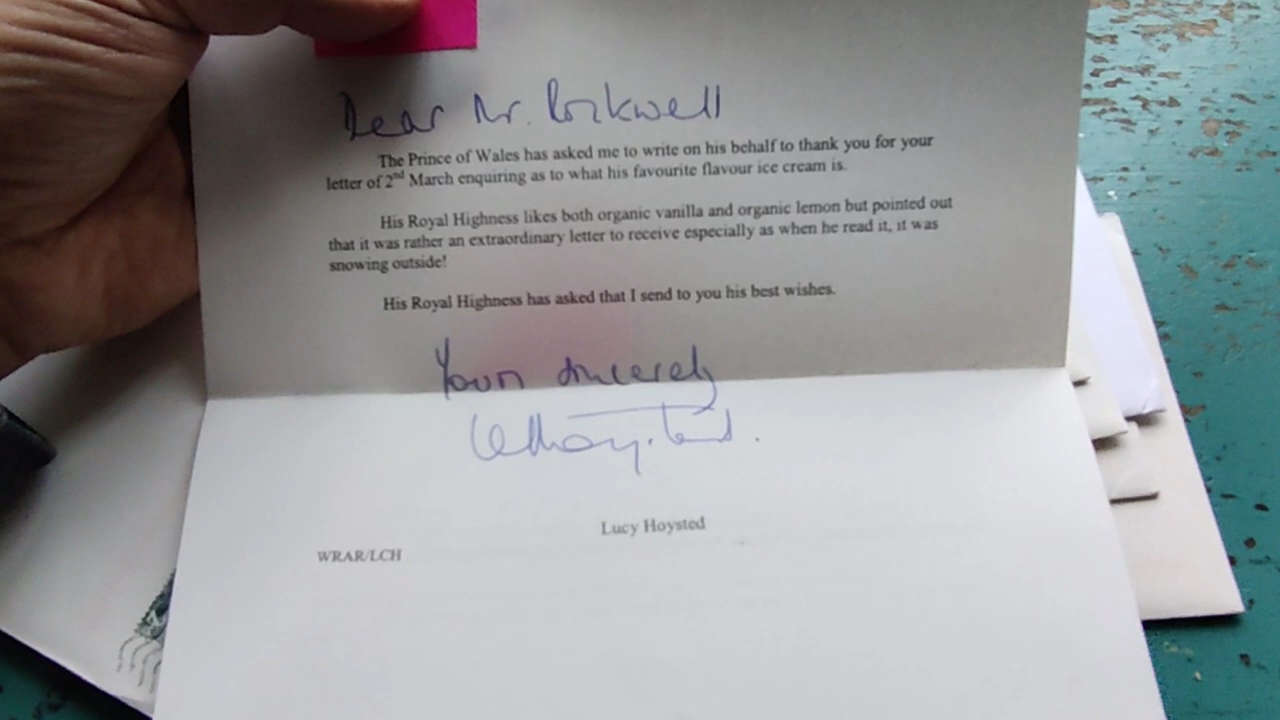 Dear Mr. Rockwell
The Prince of Wales has asked me to write on his behalf to thank you for your
letter of 2nd March enquiring as to what his favourite flavour ice cream is.
His Royal Highness likes both organic vanilla and organic lemon but pointed out
that it was rather an extraordinary letter to receive especially as when he read it, it was
snowing outside!
His Royal Highness has asked that I send to you his best wishes.
Yours sincerely
Lucy Hoysted
WRAR/LCH